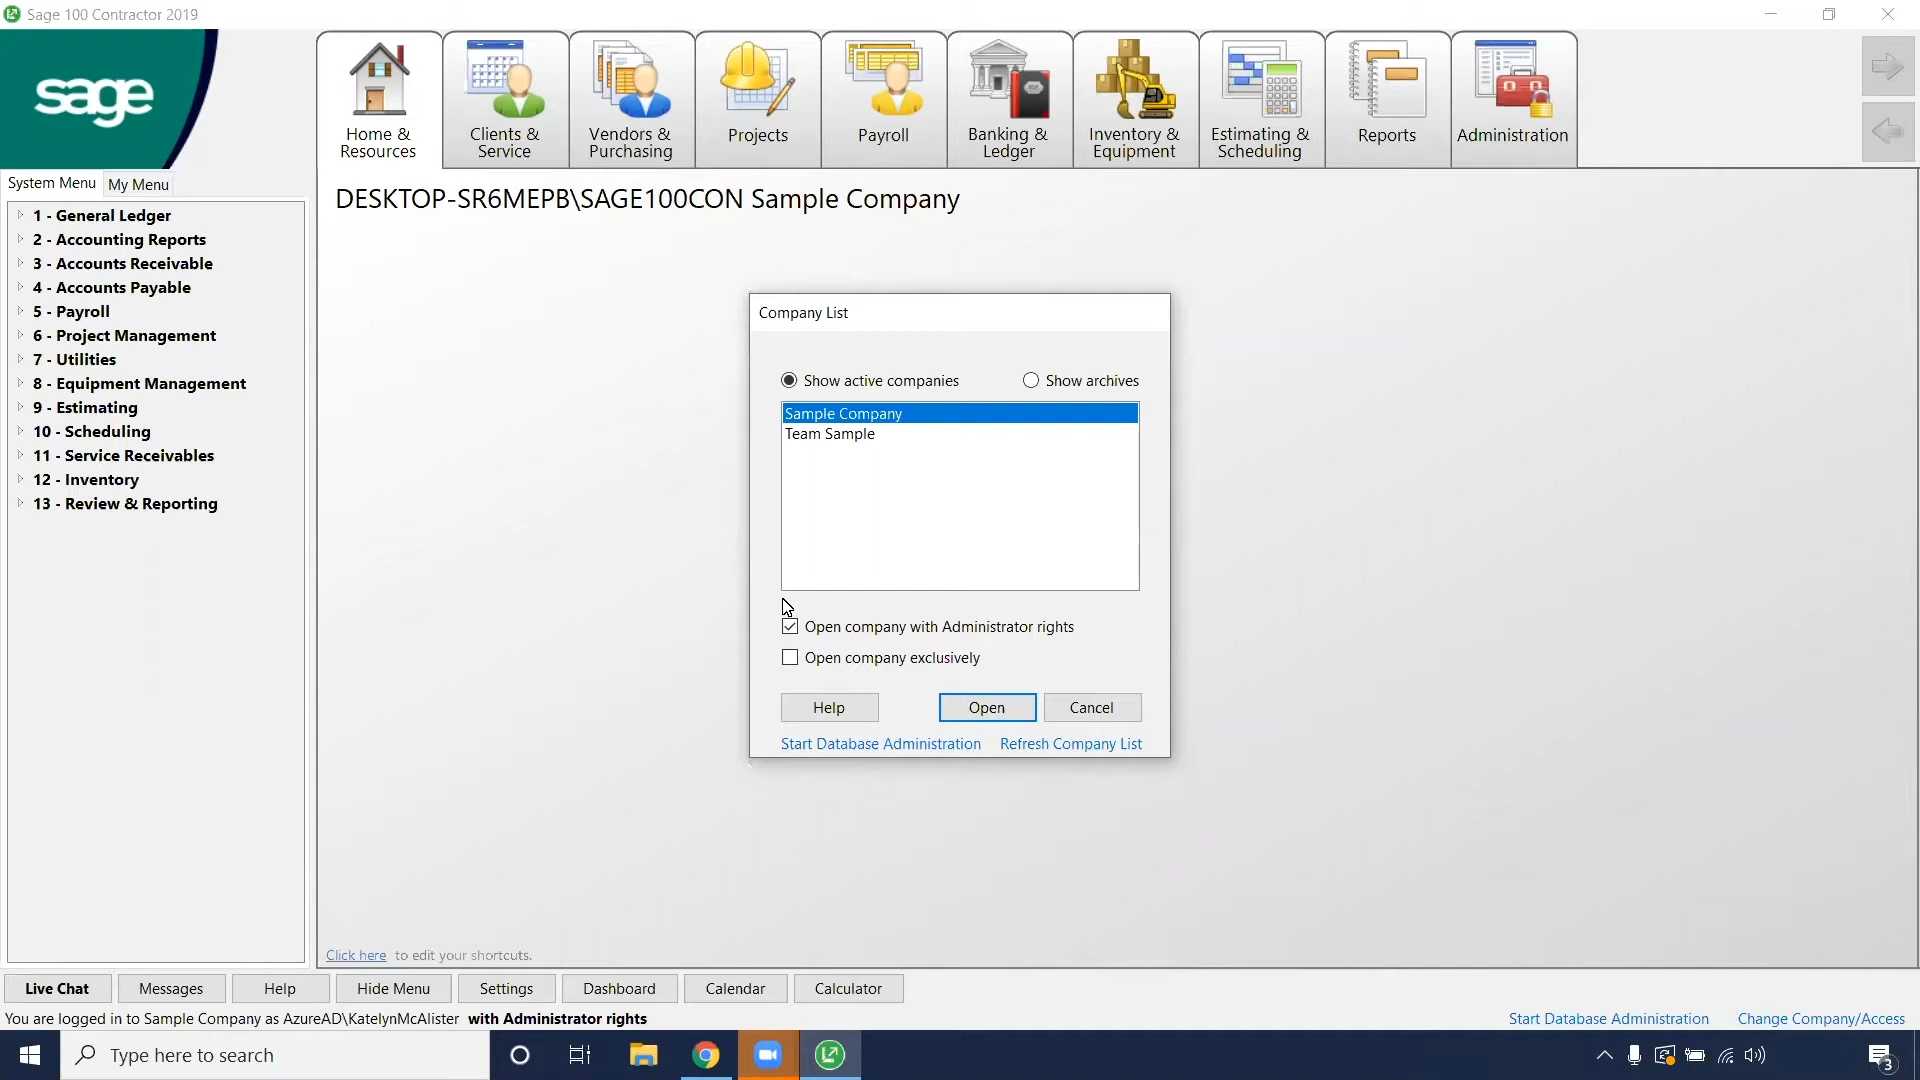 Sage 100 Contractor 2019
sage
Home &
Resources
Clients &
Service
Vendors &
Purchasing
Projects
Payroll
Banking &
Ledger
Inventory &
Equipment
Estimating &
Scheduling
Reports
Administration
System Menu
My Menu
1 - General Ledger
2 - Accounting Reports
3 - Accounts Receivable
4 - Accounts Payable
5 - Payroll
6 - Project Management
7 - Utilities
8 - Equipment Management
9 - Estimating
10 - Scheduling
11 - Service Receivables
12 - Inventory
13 - Review & Reporting
DESKTOP-SR6MEPB\SAGE100CON Sample Company
Company List
Show active companies
Show archives
Sample Company
Team Sample
Open company with Administrator rights
Open company exclusively
Help
Open
Cancel
Start Database Administration
Refresh Company List
Click here to edit your shortcuts.
Live Chat
Messages
Help
Hide Menu
Settings
Dashboard
Calendar
Calculator
You are logged in to Sample Company as AzureAD\KatelynMcAlister with Administrator rights
Start Database Administration
Change Company/Access
Type here to search
3